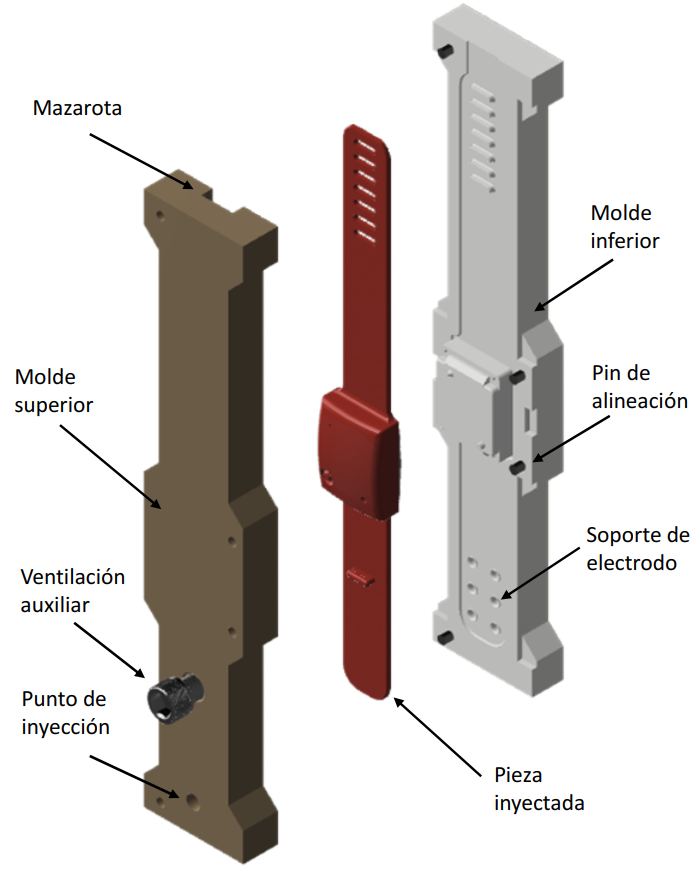 Mazarota
Molde
inferior
Molde
superior
Pin de
alineación
Soporte de
electrodo
Ventilación
auxiliar
Punto de
inyección
Pieza
inyectada